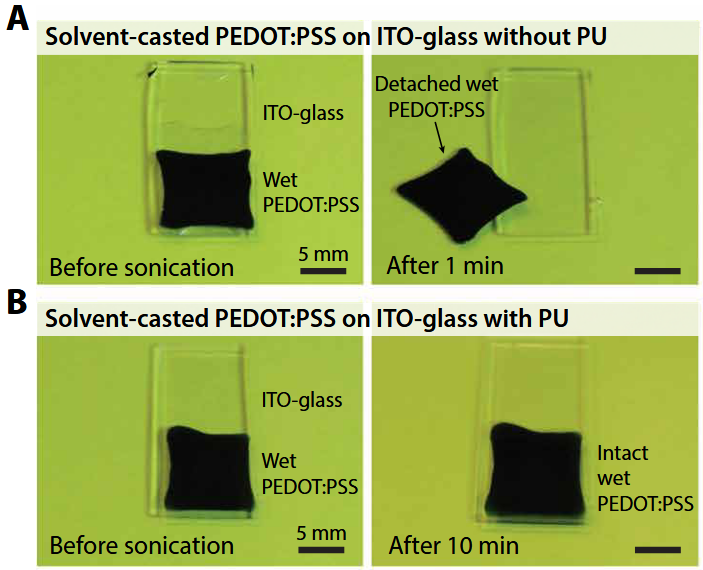 A
Solvent-casted PEDOT:PSS on ITO-glass without PU
ITO-glass
Wet
PEDOT:PSS
5 mm
Before sonication
Detached wet
PEDOT:PSS
After 1 min
B
Solvent-casted PEDOT:PSS on ITO-glass with PU
ITO-glass
Wet
PEDOT:PSS
5 mm
Before sonication
Intact
wet
PEDOT:PSS
After 10 min